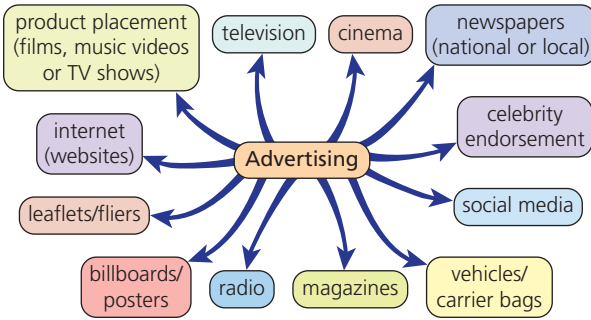 product placement
(films, music videos
or TV shows)
television
cinema
newspapers
(national or local)
internet
(websites)
Advertising
celebrity
endorsement
leaflets/fliers
social media
billboards/
posters
radio
magazines
vehicles/
carrier bags